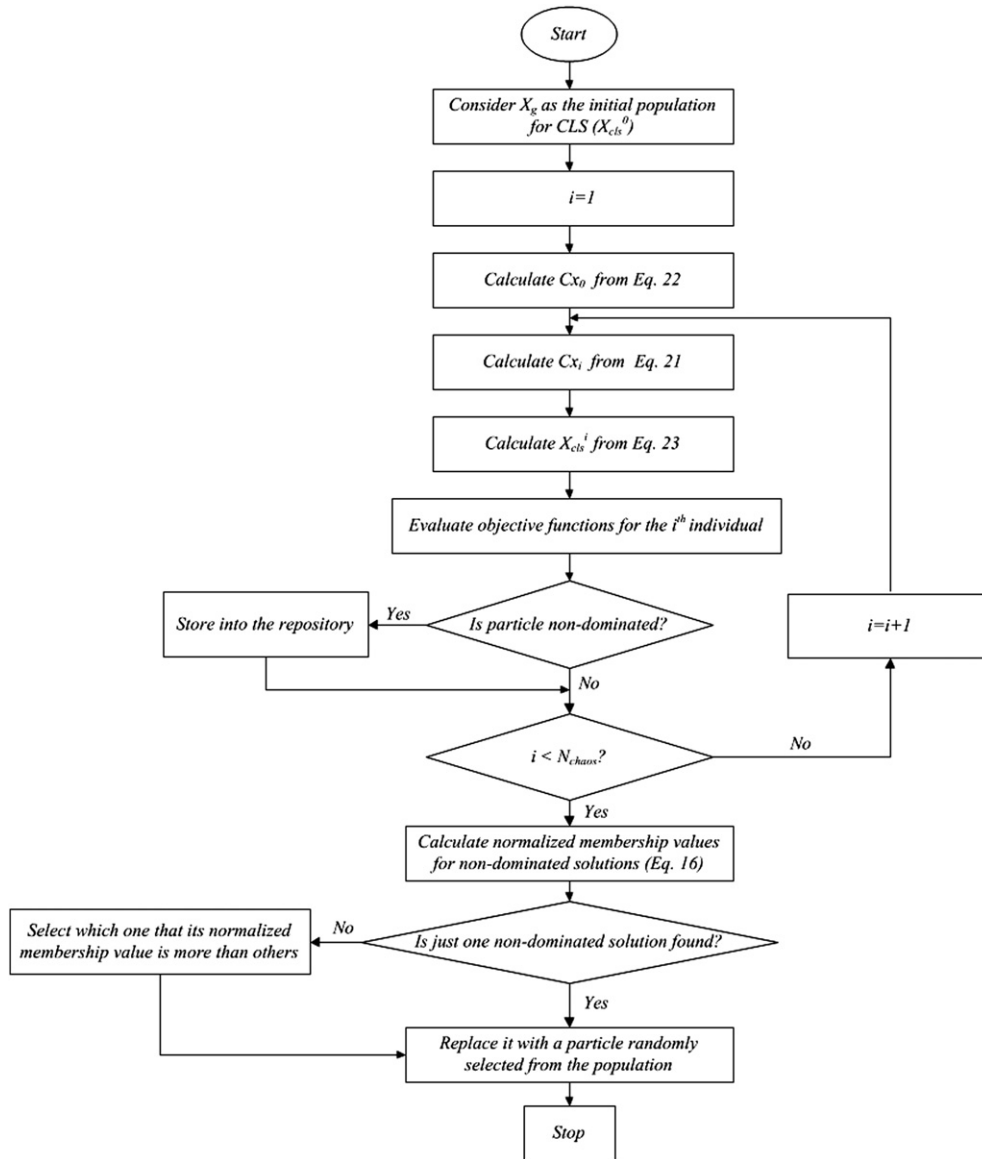 Start
Consider X_g as the initial population
for CLS (X_cls^0)
i=1
Calculate Cx_0 from Eq. 22
Calculate Cx_i from Eq. 21
Calculate X_cls^i from Eq. 23
Evaluate objective functions for the i^th individual
Is particle non-dominated?
Yes
Store into the repository
No
i=i+1
i < N_chaos?
No
Yes
Calculate normalized membership values
for non-dominated solutions (Eq. 16)
Is just one non-dominated solution found?
No
Select which one that its normalized
membership value is more than others
Yes
Replace it with a particle randomly
selected from the population
Stop